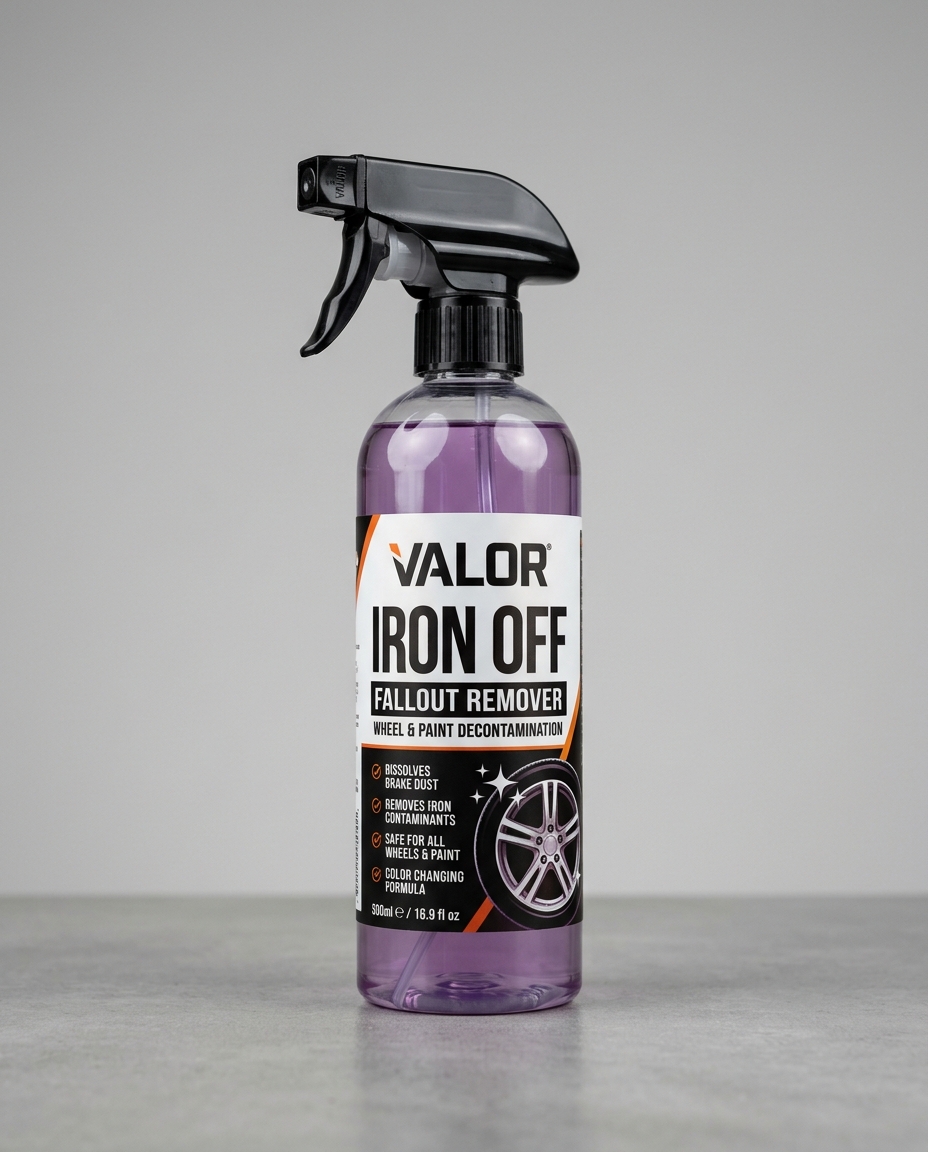 VALOR®
IRON OFF
FALLOUT REMOVER
WHEEL & PAINT DECONTAMINATION
BISSOLVES
BRAKE DUST
REMOVES IRON
CONTAMINANTS
SAFE FOR ALL
WHEELS & PAINT
COLOR CHANGING
FORMULA
500ml ℮ / 16.9 fl oz